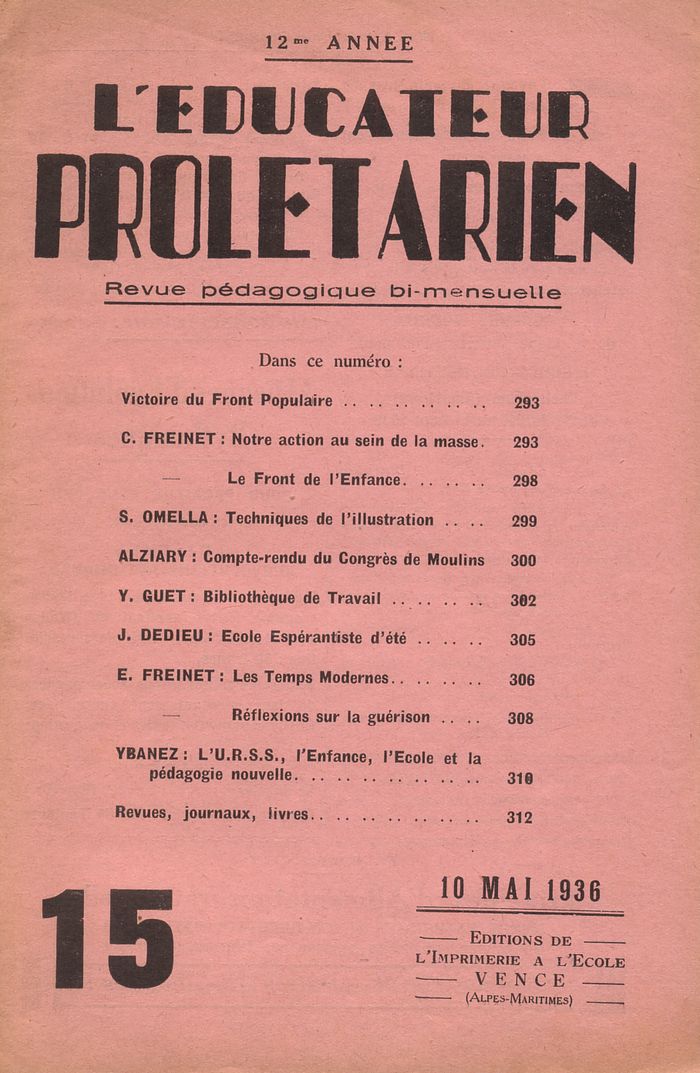 12me ANNEE
L'EDUCATEUR
PROLETARIEN
Revue pédagogique bi-mensuelle
Dans ce numéro :
Victoire du Front Populaire .. .. .. .. .. 293
C. FREINET : Notre action au sein de la masse. 293
— Le Front de l'Enfance. .. .. .. 298
S. OMELLA : Techniques de l'illustration .. .. 299
ALZIARY : Compte-rendu du Congrès de Moulins 300
Y. GUET : Bibliothèque de Travail .. .. .. .. 302
J. DEDIEU : Ecole Espérantiste d'été .. .. .. 305
E. FREINET : Les Temps Modernes.. .. .. .. 306
— Réflexions sur la guérison .. .. 308
YBANEZ : L'U.R.S.S., l'Enfance, l'Ecole et la
pédagogie nouvelle. .. .. .. .. .. .. 310
Revues, journaux, livres.. .. .. .. .. .. 312
15
10 MAI 1936
— EDITIONS DE —
L'IMPRIMERIE A L'ECOLE
— VENCE —
— (ALPES-MARITIMES) —